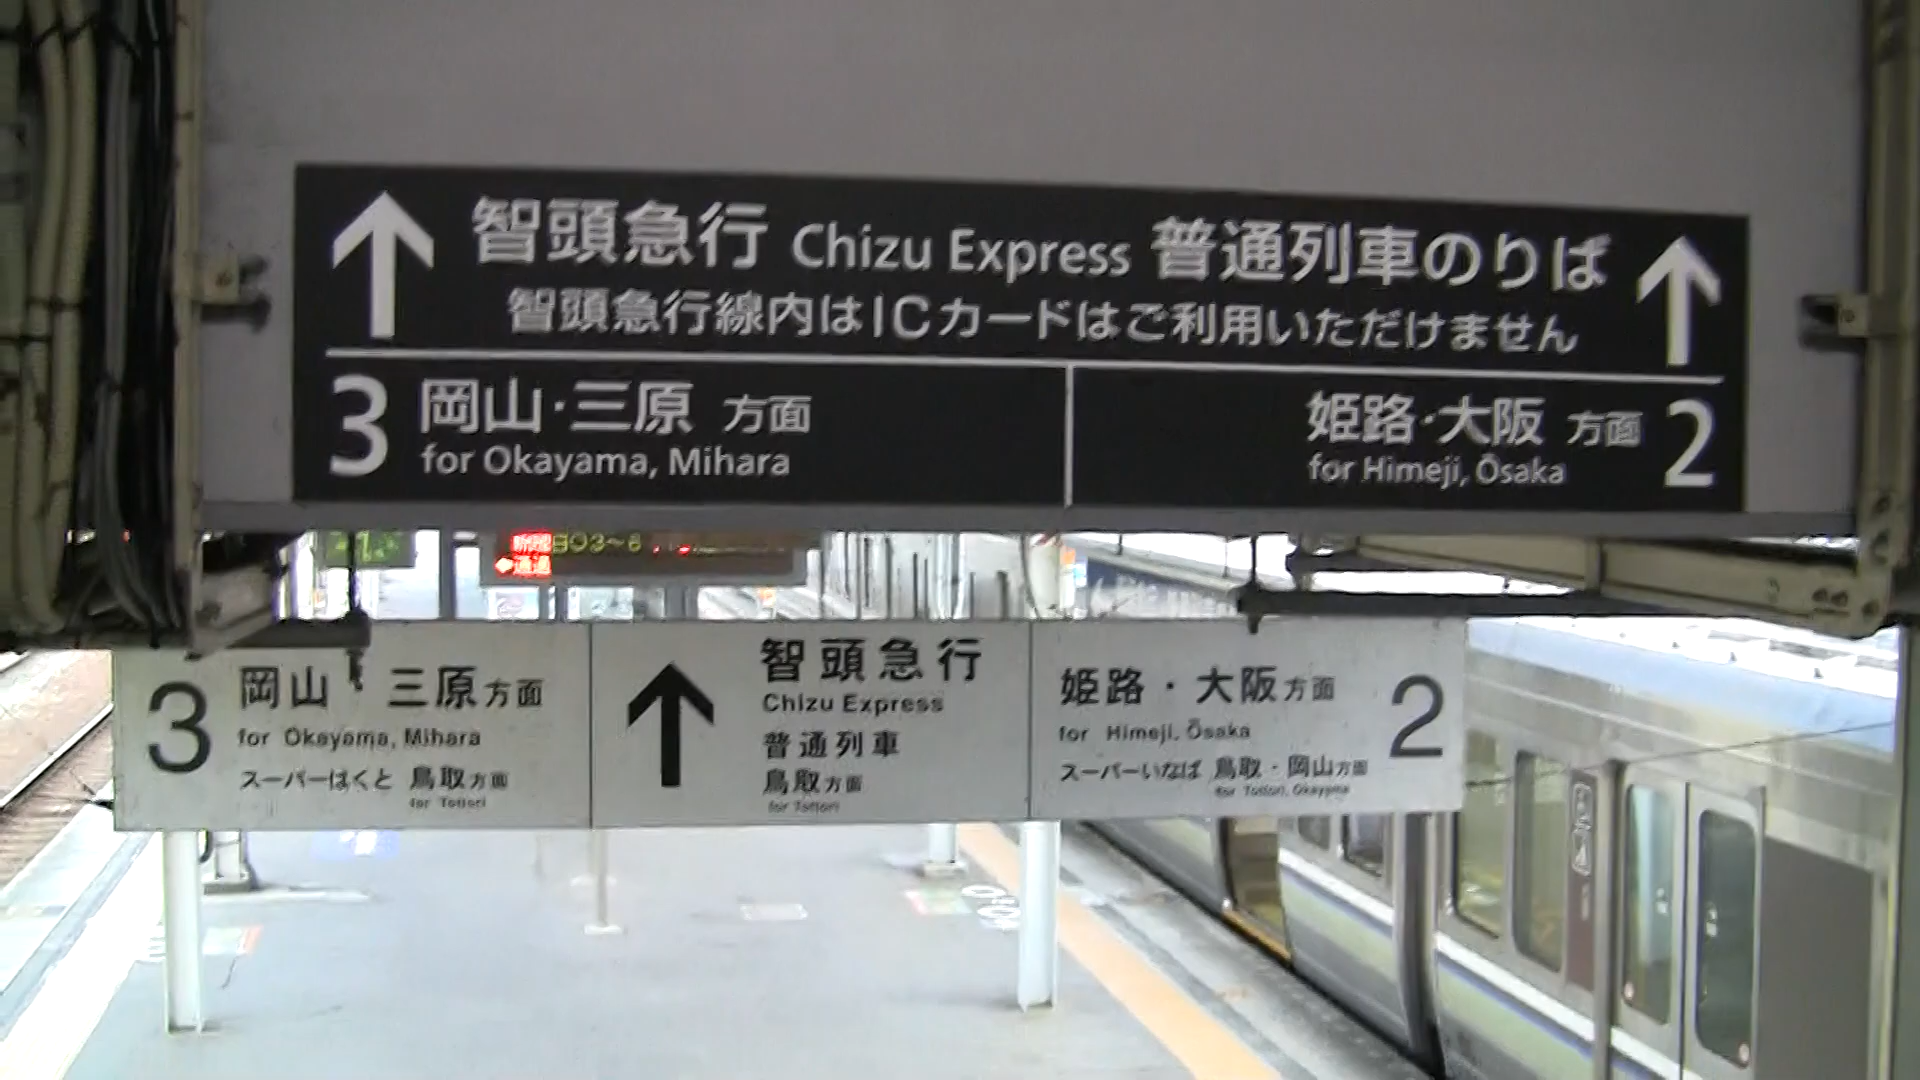 智頭急行 Chizu Express 普通列車のりば
智頭急行線内はICカードはご利用いただけません
3 岡山・三原 方面
for Okayama, Mihara
姫路・大阪 方面 2
for Himeji, Ōsaka
3 岡山・三原方面
for Okayama, Mihara
スーパーはくと 鳥取方面
for Tottori
智頭急行
Chizu Express
普通列車
鳥取方面
for Tottori
姫路・大阪方面 2
for Himeji, Ōsaka
スーパーいなば 鳥取・岡山方面
for Tottori, Okayama